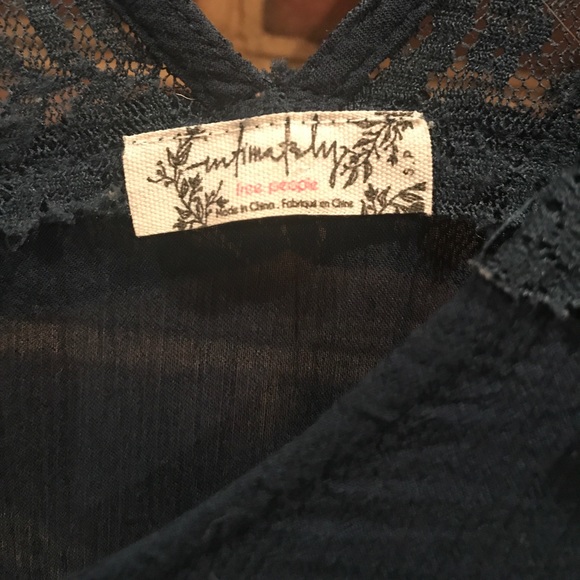 intimately
free people
Made in China . Fabriqué en Chine
S P